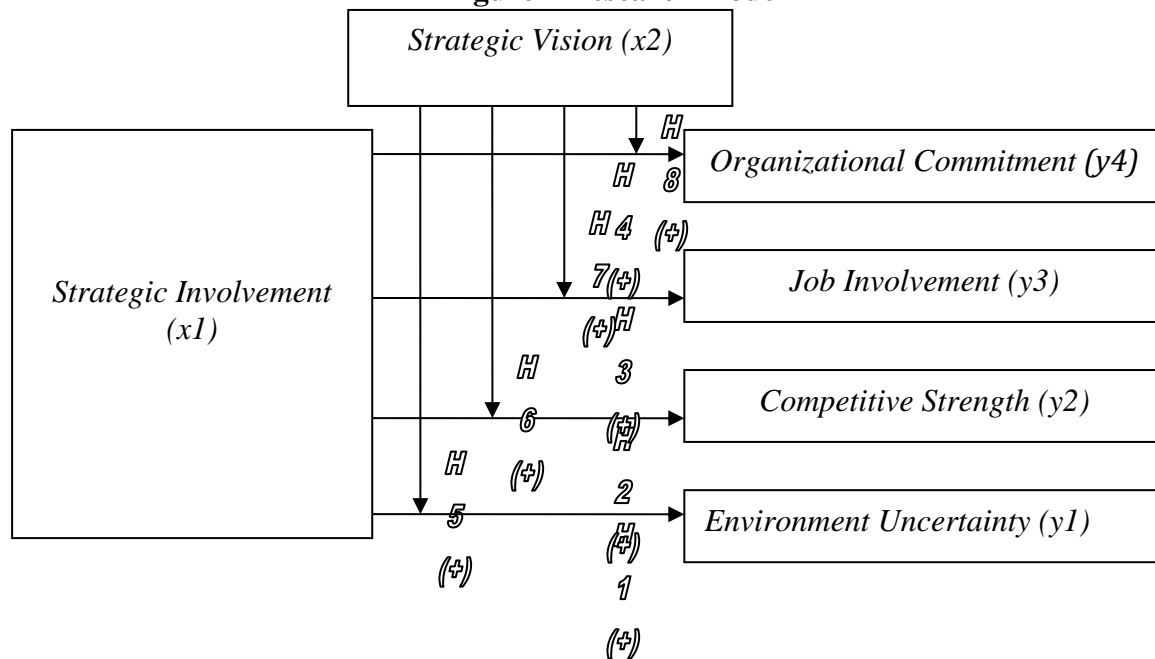 Strategic Vision (x2)
Strategic Involvement
(x1)
Organizational Commitment (y4)
Job Involvement (y3)
Competitive Strength (y2)
Environment Uncertainty (y1)
H
8
(+)
H
4
(+)
H
7
(+)
H
3
(+)
H
6
(+)
H
2
(+)
H
5
(+)
H
1
(+)